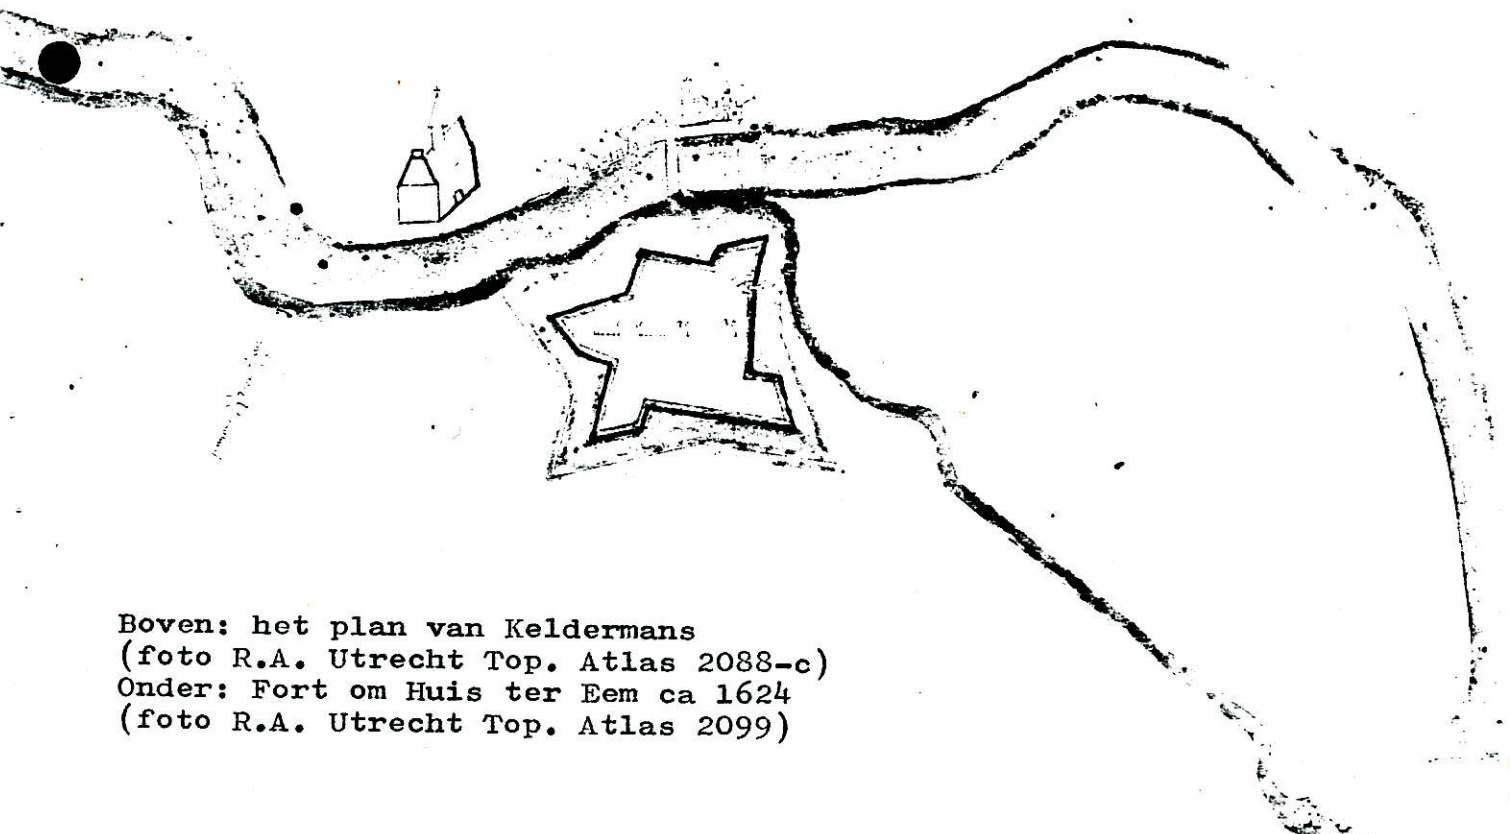 Boven: het plan van Keldermans
(foto R.A. Utrecht Top. Atlas 2088-c)
Onder: Fort om Huis ter Eem ca 1624
(foto R.A. Utrecht Top. Atlas 2099)